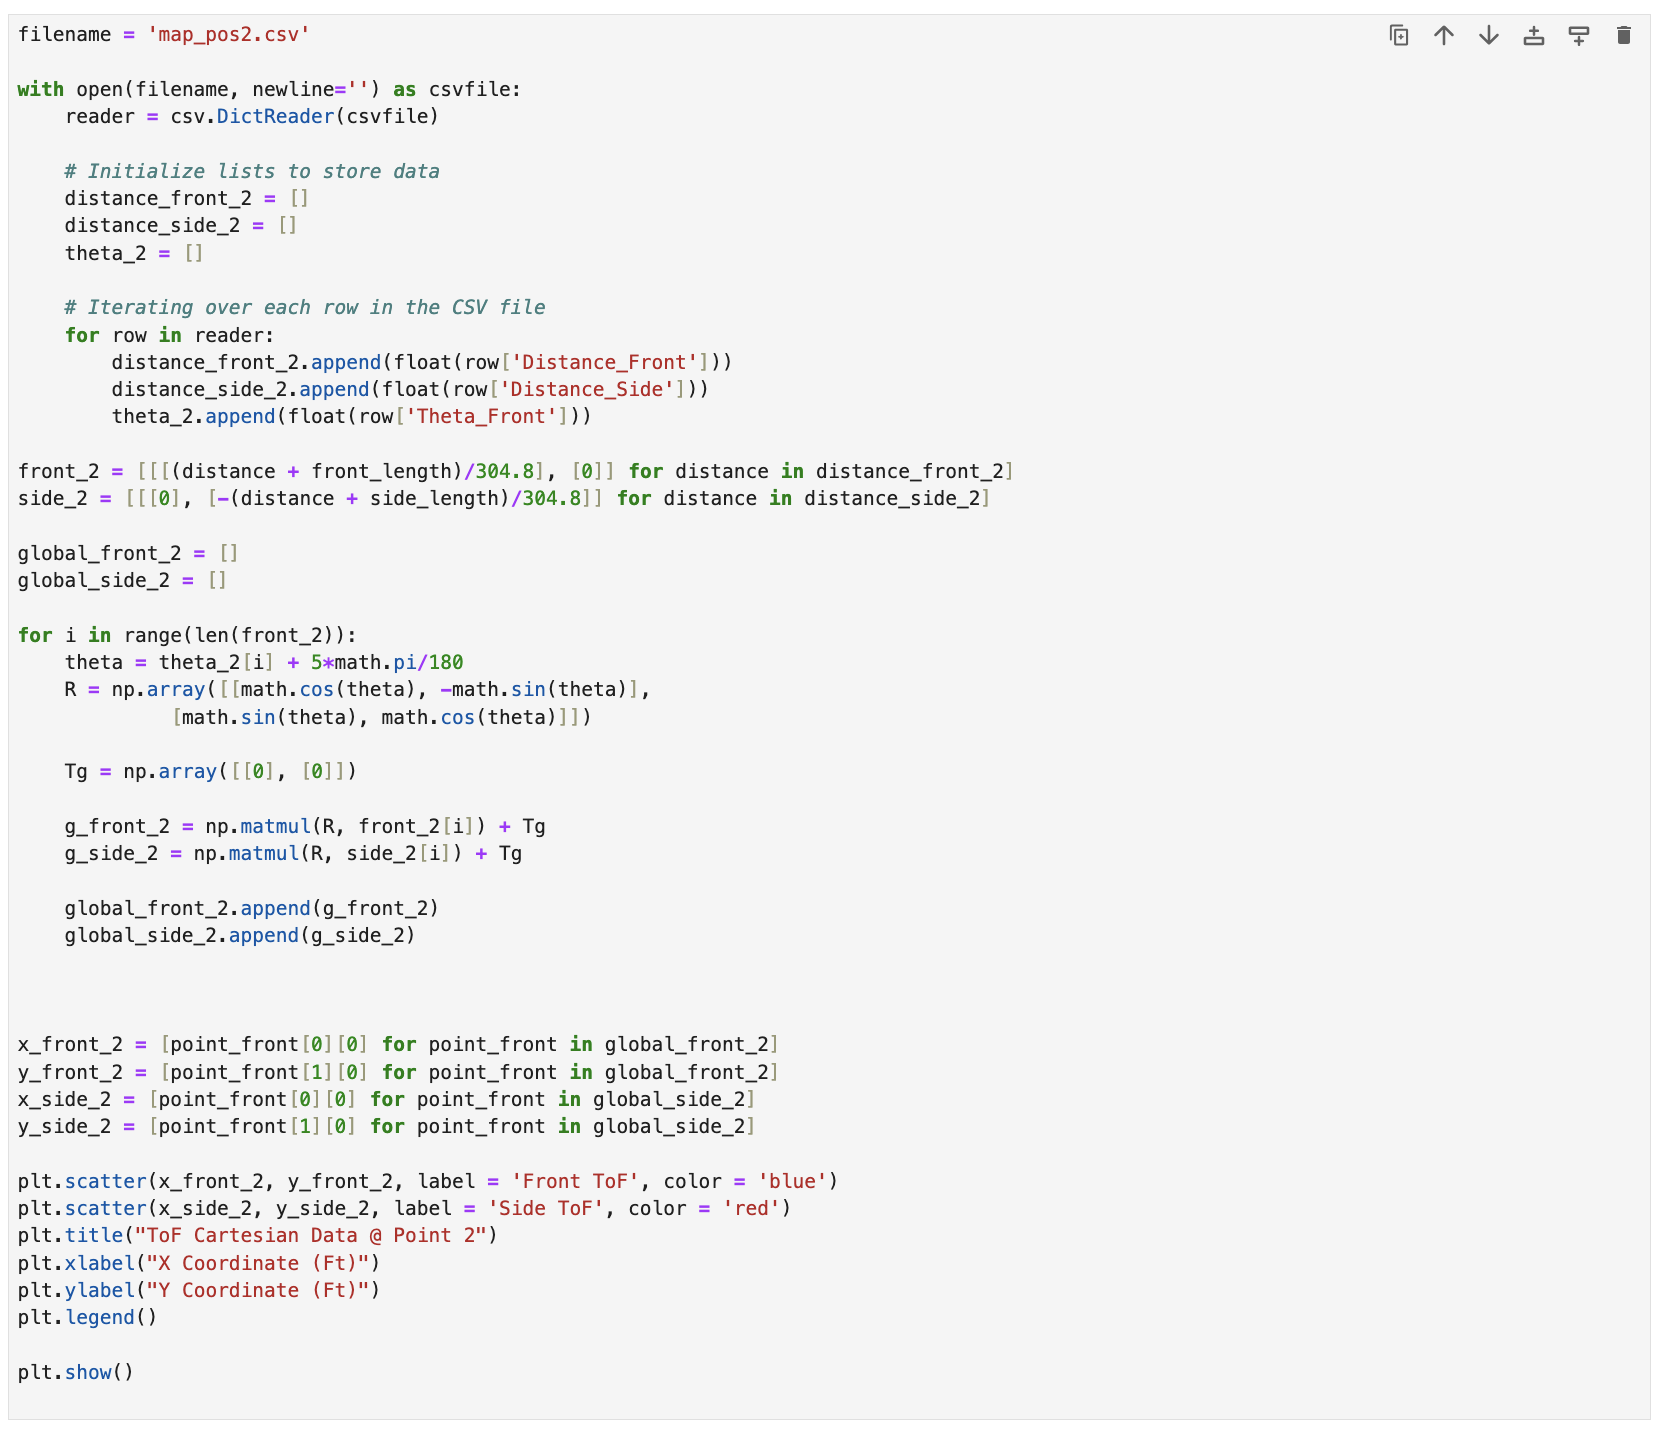 filename = 'map_pos2.csv'

with open(filename, newline='') as csvfile:
    reader = csv.DictReader(csvfile)

    # Initialize lists to store data
    distance_front_2 = []
    distance_side_2 = []
    theta_2 = []

    # Iterating over each row in the CSV file
    for row in reader:
        distance_front_2.append(float(row['Distance_Front']))
        distance_side_2.append(float(row['Distance_Side']))
        theta_2.append(float(row['Theta_Front']))

front_2 = [[[(distance + front_length)/304.8], [0]] for distance in distance_front_2]
side_2 = [[[0], [-(distance + side_length)/304.8]] for distance in distance_side_2]

global_front_2 = []
global_side_2 = []

for i in range(len(front_2)):
    theta = theta_2[i] + 5*math.pi/180
    R = np.array([[math.cos(theta), -math.sin(theta)],
             [math.sin(theta), math.cos(theta)]])

    Tg = np.array([[0], [0]])

    g_front_2 = np.matmul(R, front_2[i]) + Tg
    g_side_2 = np.matmul(R, side_2[i]) + Tg

    global_front_2.append(g_front_2)
    global_side_2.append(g_side_2)



x_front_2 = [point_front[0][0] for point_front in global_front_2]
y_front_2 = [point_front[1][0] for point_front in global_front_2]
x_side_2 = [point_front[0][0] for point_front in global_side_2]
y_side_2 = [point_front[1][0] for point_front in global_side_2]

plt.scatter(x_front_2, y_front_2, label = 'Front ToF', color = 'blue')
plt.scatter(x_side_2, y_side_2, label = 'Side ToF', color = 'red')
plt.title("ToF Cartesian Data @ Point 2")
plt.xlabel("X Coordinate (Ft)")
plt.ylabel("Y Coordinate (Ft)")
plt.legend()

plt.show()